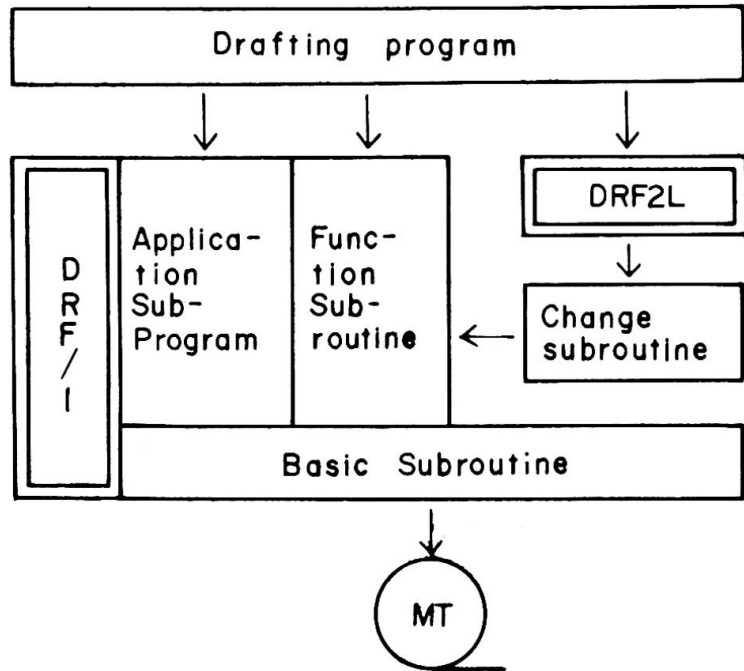 Drafting program
D
R
F
/
I
Applica-
tion
Sub-
Program
Func-
tion
Sub-
routine
DRF2L
Change
subroutine
Basic Subroutine
MT